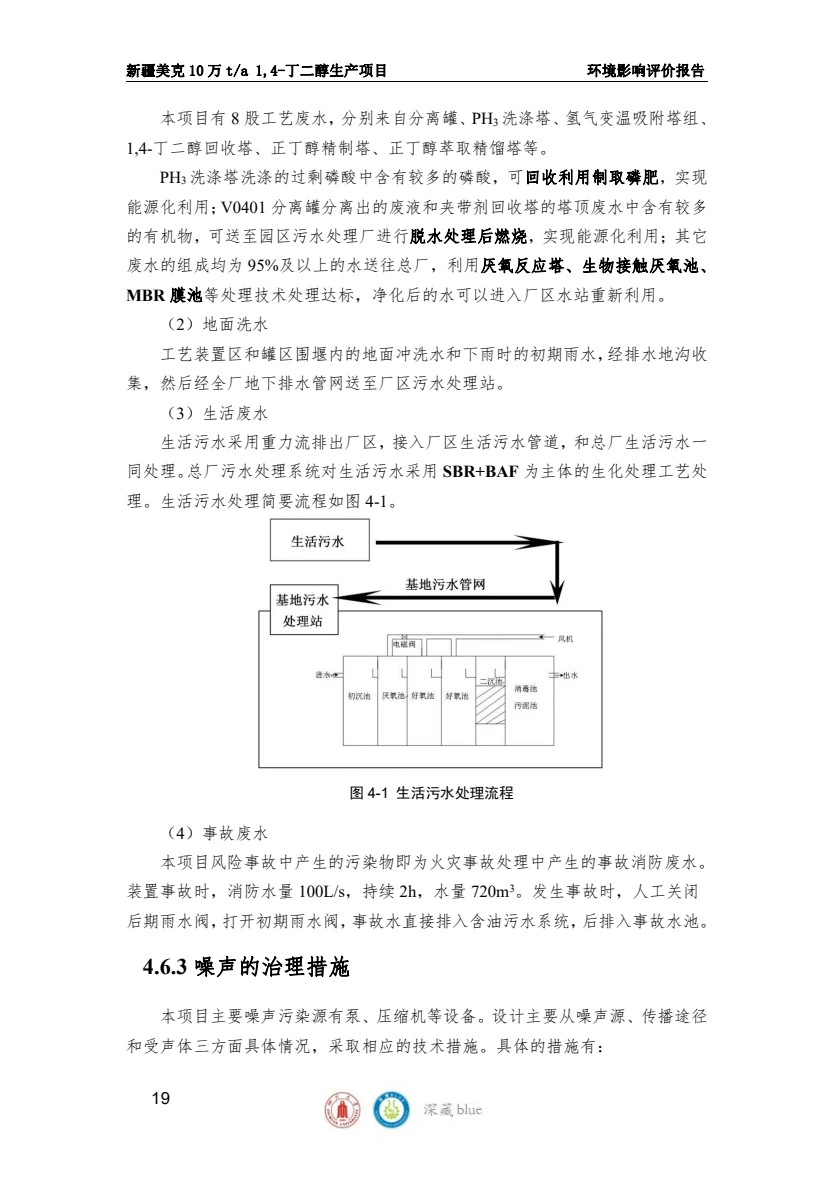 新疆美克 10 万 t/a 1,4-丁二醇生产项目 环境影响评价报告
本项目有 8 股工艺废水，分别来自分离罐、PH₃ 洗涤塔、氢气变温吸附塔组、
1,4-丁二醇回收塔、正丁醇精制塔、正丁醇萃取精馏塔等。
PH₃ 洗涤塔洗涤的过剩磷酸中含有较多的磷酸，可回收利用制取磷肥，实现
能源化利用；V0401 分离罐分离出的废液和夹带剂回收塔的塔顶废水中含有较多
的有机物，可送至园区污水处理厂进行脱水处理后燃烧，实现能源化利用；其它
废水的组成均为 95%及以上的水送往总厂，利用厌氧反应塔、生物接触厌氧池、
MBR 膜池等处理技术处理达标，净化后的水可以进入厂区水站重新利用。
（2）地面洗水
工艺装置区和罐区围堰内的地面冲洗水和下雨时的初期雨水，经排水地沟收
集，然后经全厂地下排水管网送至厂区污水处理站。
（3）生活废水
生活污水采用重力流排出厂区，接入厂区生活污水管道，和总厂生活污水一
同处理。总厂污水处理系统对生活污水采用 SBR+BAF 为主体的生化处理工艺处
理。生活污水处理简要流程如图 4-1。
生活污水
基地污水管网
基地污水
处理站
电磁阀
风机
进水
初沉池
厌氧池
好氧池
好氧池
二沉池
消毒池
污泥池
出水
图 4-1 生活污水处理流程
（4）事故废水
本项目风险事故中产生的污染物即为火灾事故处理中产生的事故消防废水。
装置事故时，消防水量 100L/s，持续 2h，水量 720m³。发生事故时，人工关闭
后期雨水阀，打开初期雨水阀，事故水直接排入含油污水系统，后排入事故水池。
4.6.3 噪声的治理措施
本项目主要噪声污染源有泵、压缩机等设备。设计主要从噪声源、传播途径
和受声体三方面具体情况，采取相应的技术措施。具体的措施有：
19
深藏 blue